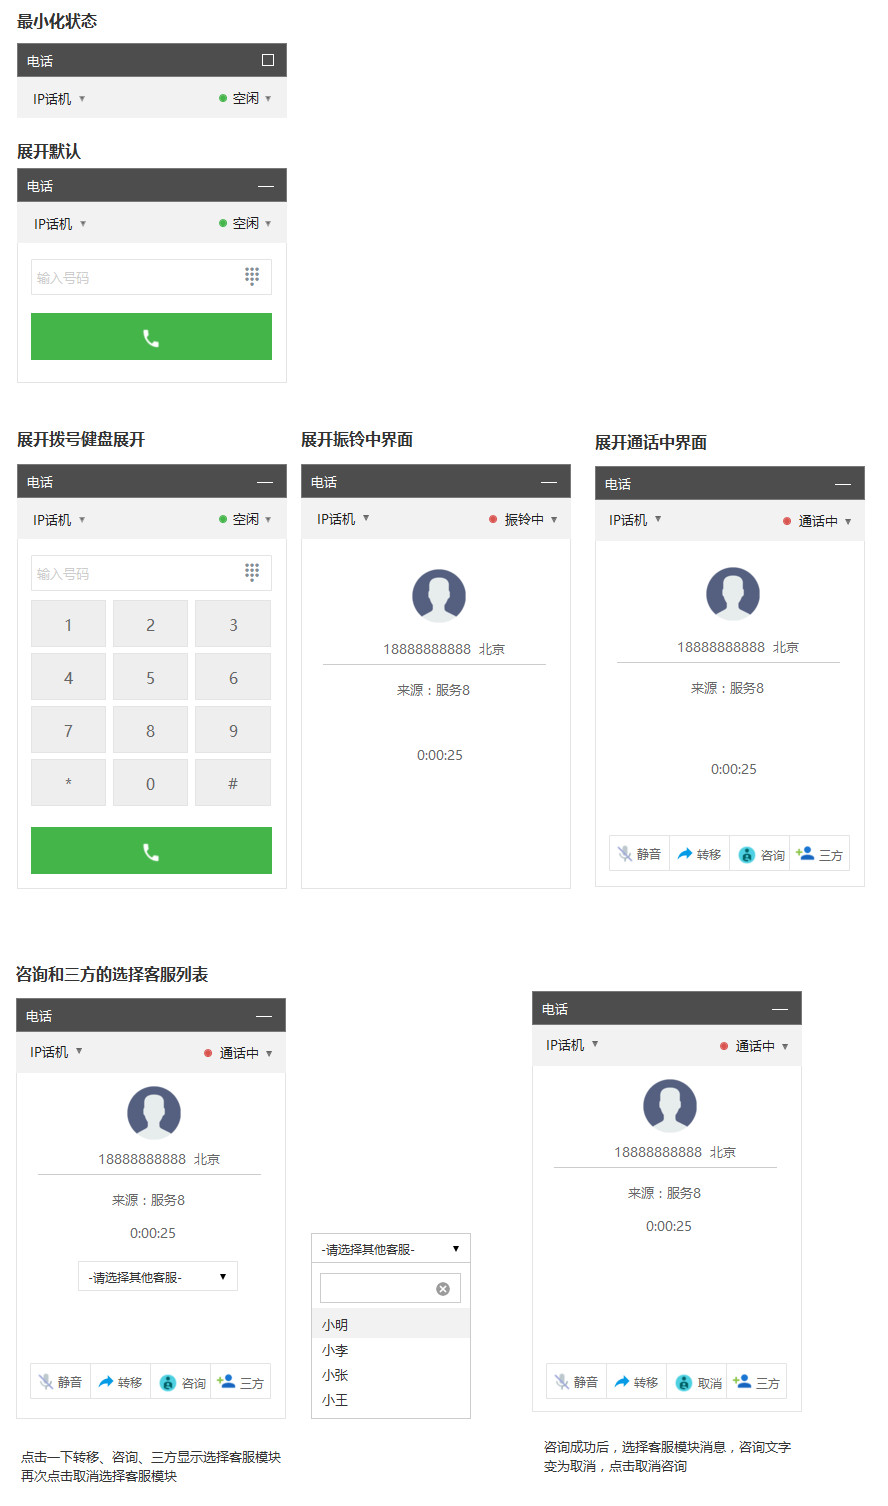 最小化状态
电话
IP话机 空闲
展开默认
电话
IP话机 空闲
输入号码
展开拨号健盘展开
电话
IP话机 空闲
输入号码
1 2 3
4 5 6
7 8 9
* 0 #
展开振铃中界面
电话
IP话机 振铃中
18888888888 北京
来源：服务8
0:00:25
展开通话中界面
电话
IP话机 通话中
18888888888 北京
来源：服务8
0:00:25
静音 转移 咨询 三方
咨询和三方的选择客服列表
电话
IP话机 通话中
18888888888 北京
来源：服务8
0:00:25
-请选择其他客服-
静音 转移 咨询 三方
点击一下转移、咨询、三方显示选择客服模块
再次点击取消选择客服模块
-请选择其他客服-
小明
小李
小张
小王
电话
IP话机 通话中
18888888888 北京
来源：服务8
0:00:25
静音 转移 取消 三方
咨询成功后，选择客服模块消息，咨询文字
变为取消，点击取消咨询